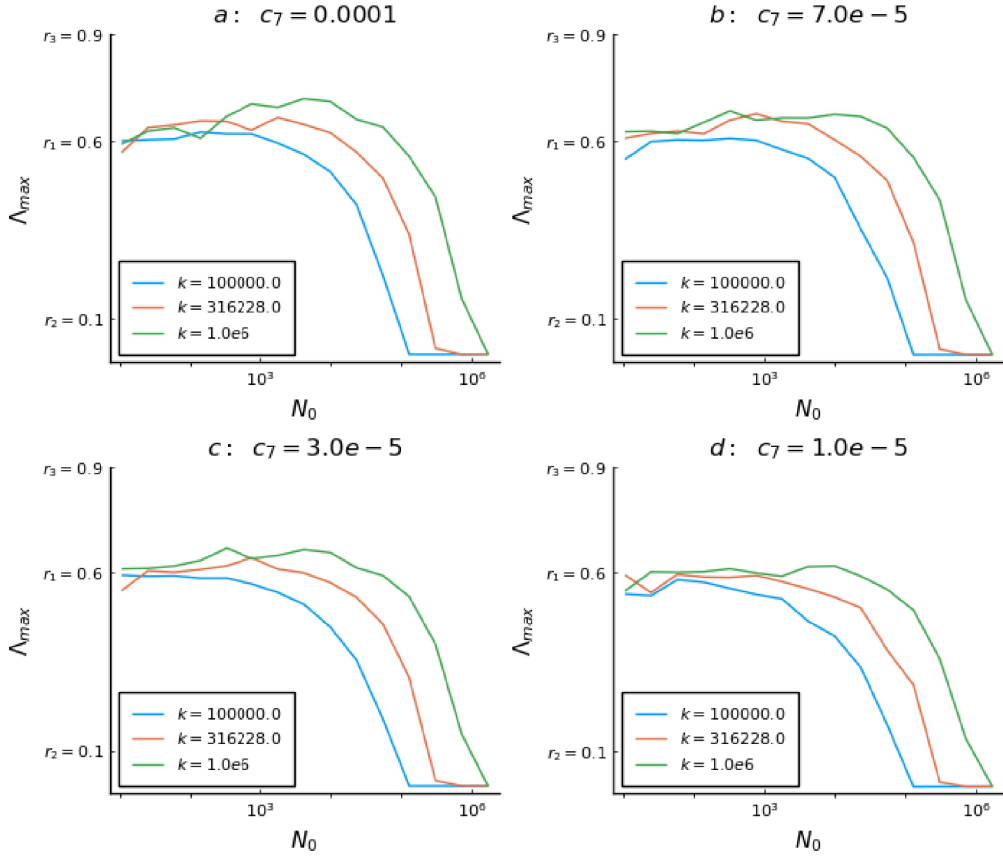 a: c₇ = 0.0001
r₃ = 0.9
r₁ = 0.6
r₂ = 0.1
Λmax
k = 100000.0
k = 316228.0
k = 1.0e6
10³
10⁶
N₀
b: c₇ = 7.0e − 5
r₃ = 0.9
r₁ = 0.6
r₂ = 0.1
Λmax
k = 100000.0
k = 316228.0
k = 1.0e6
10³
10⁶
N₀
c: c₇ = 3.0e − 5
r₃ = 0.9
r₁ = 0.6
r₂ = 0.1
Λmax
k = 100000.0
k = 316228.0
k = 1.0e6
10³
10⁶
N₀
d: c₇ = 1.0e − 5
r₃ = 0.9
r₁ = 0.6
r₂ = 0.1
Λmax
k = 100000.0
k = 316228.0
k = 1.0e6
10³
10⁶
N₀